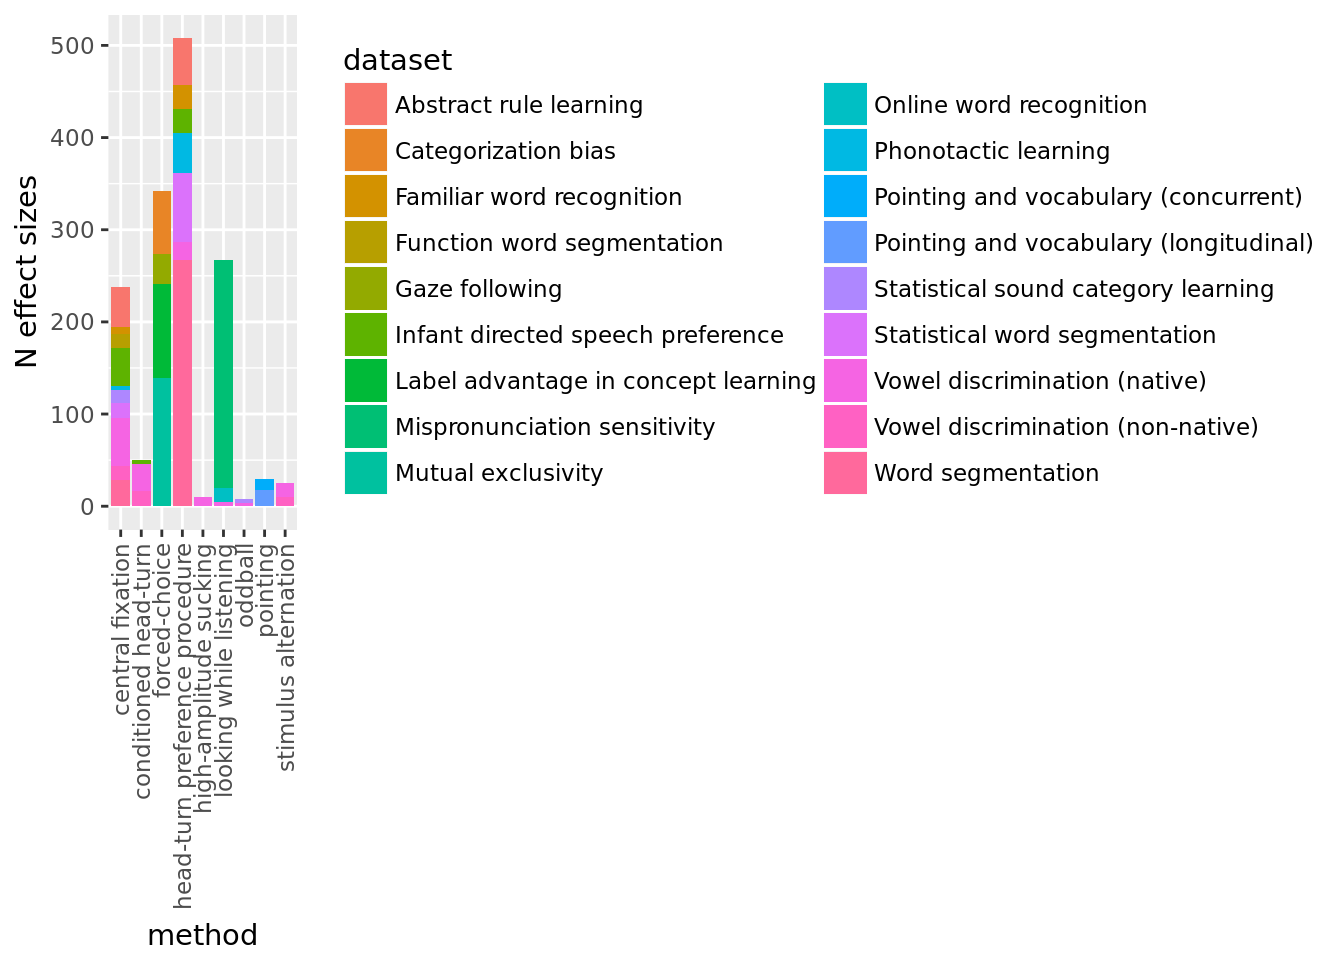 N effect sizes
500
400
300
200
100
0
central fixation
conditioned head-turn
forced-choice
head-turn preference procedure
high-amplitude sucking
looking while listening
oddball
pointing
stimulus alternation
method
dataset
Abstract rule learning
Categorization bias
Familiar word recognition
Function word segmentation
Gaze following
Infant directed speech preference
Label advantage in concept learning
Mispronunciation sensitivity
Mutual exclusivity
Online word recognition
Phonotactic learning
Pointing and vocabulary (concurrent)
Pointing and vocabulary (longitudinal)
Statistical sound category learning
Statistical word segmentation
Vowel discrimination (native)
Vowel discrimination (non-native)
Word segmentation